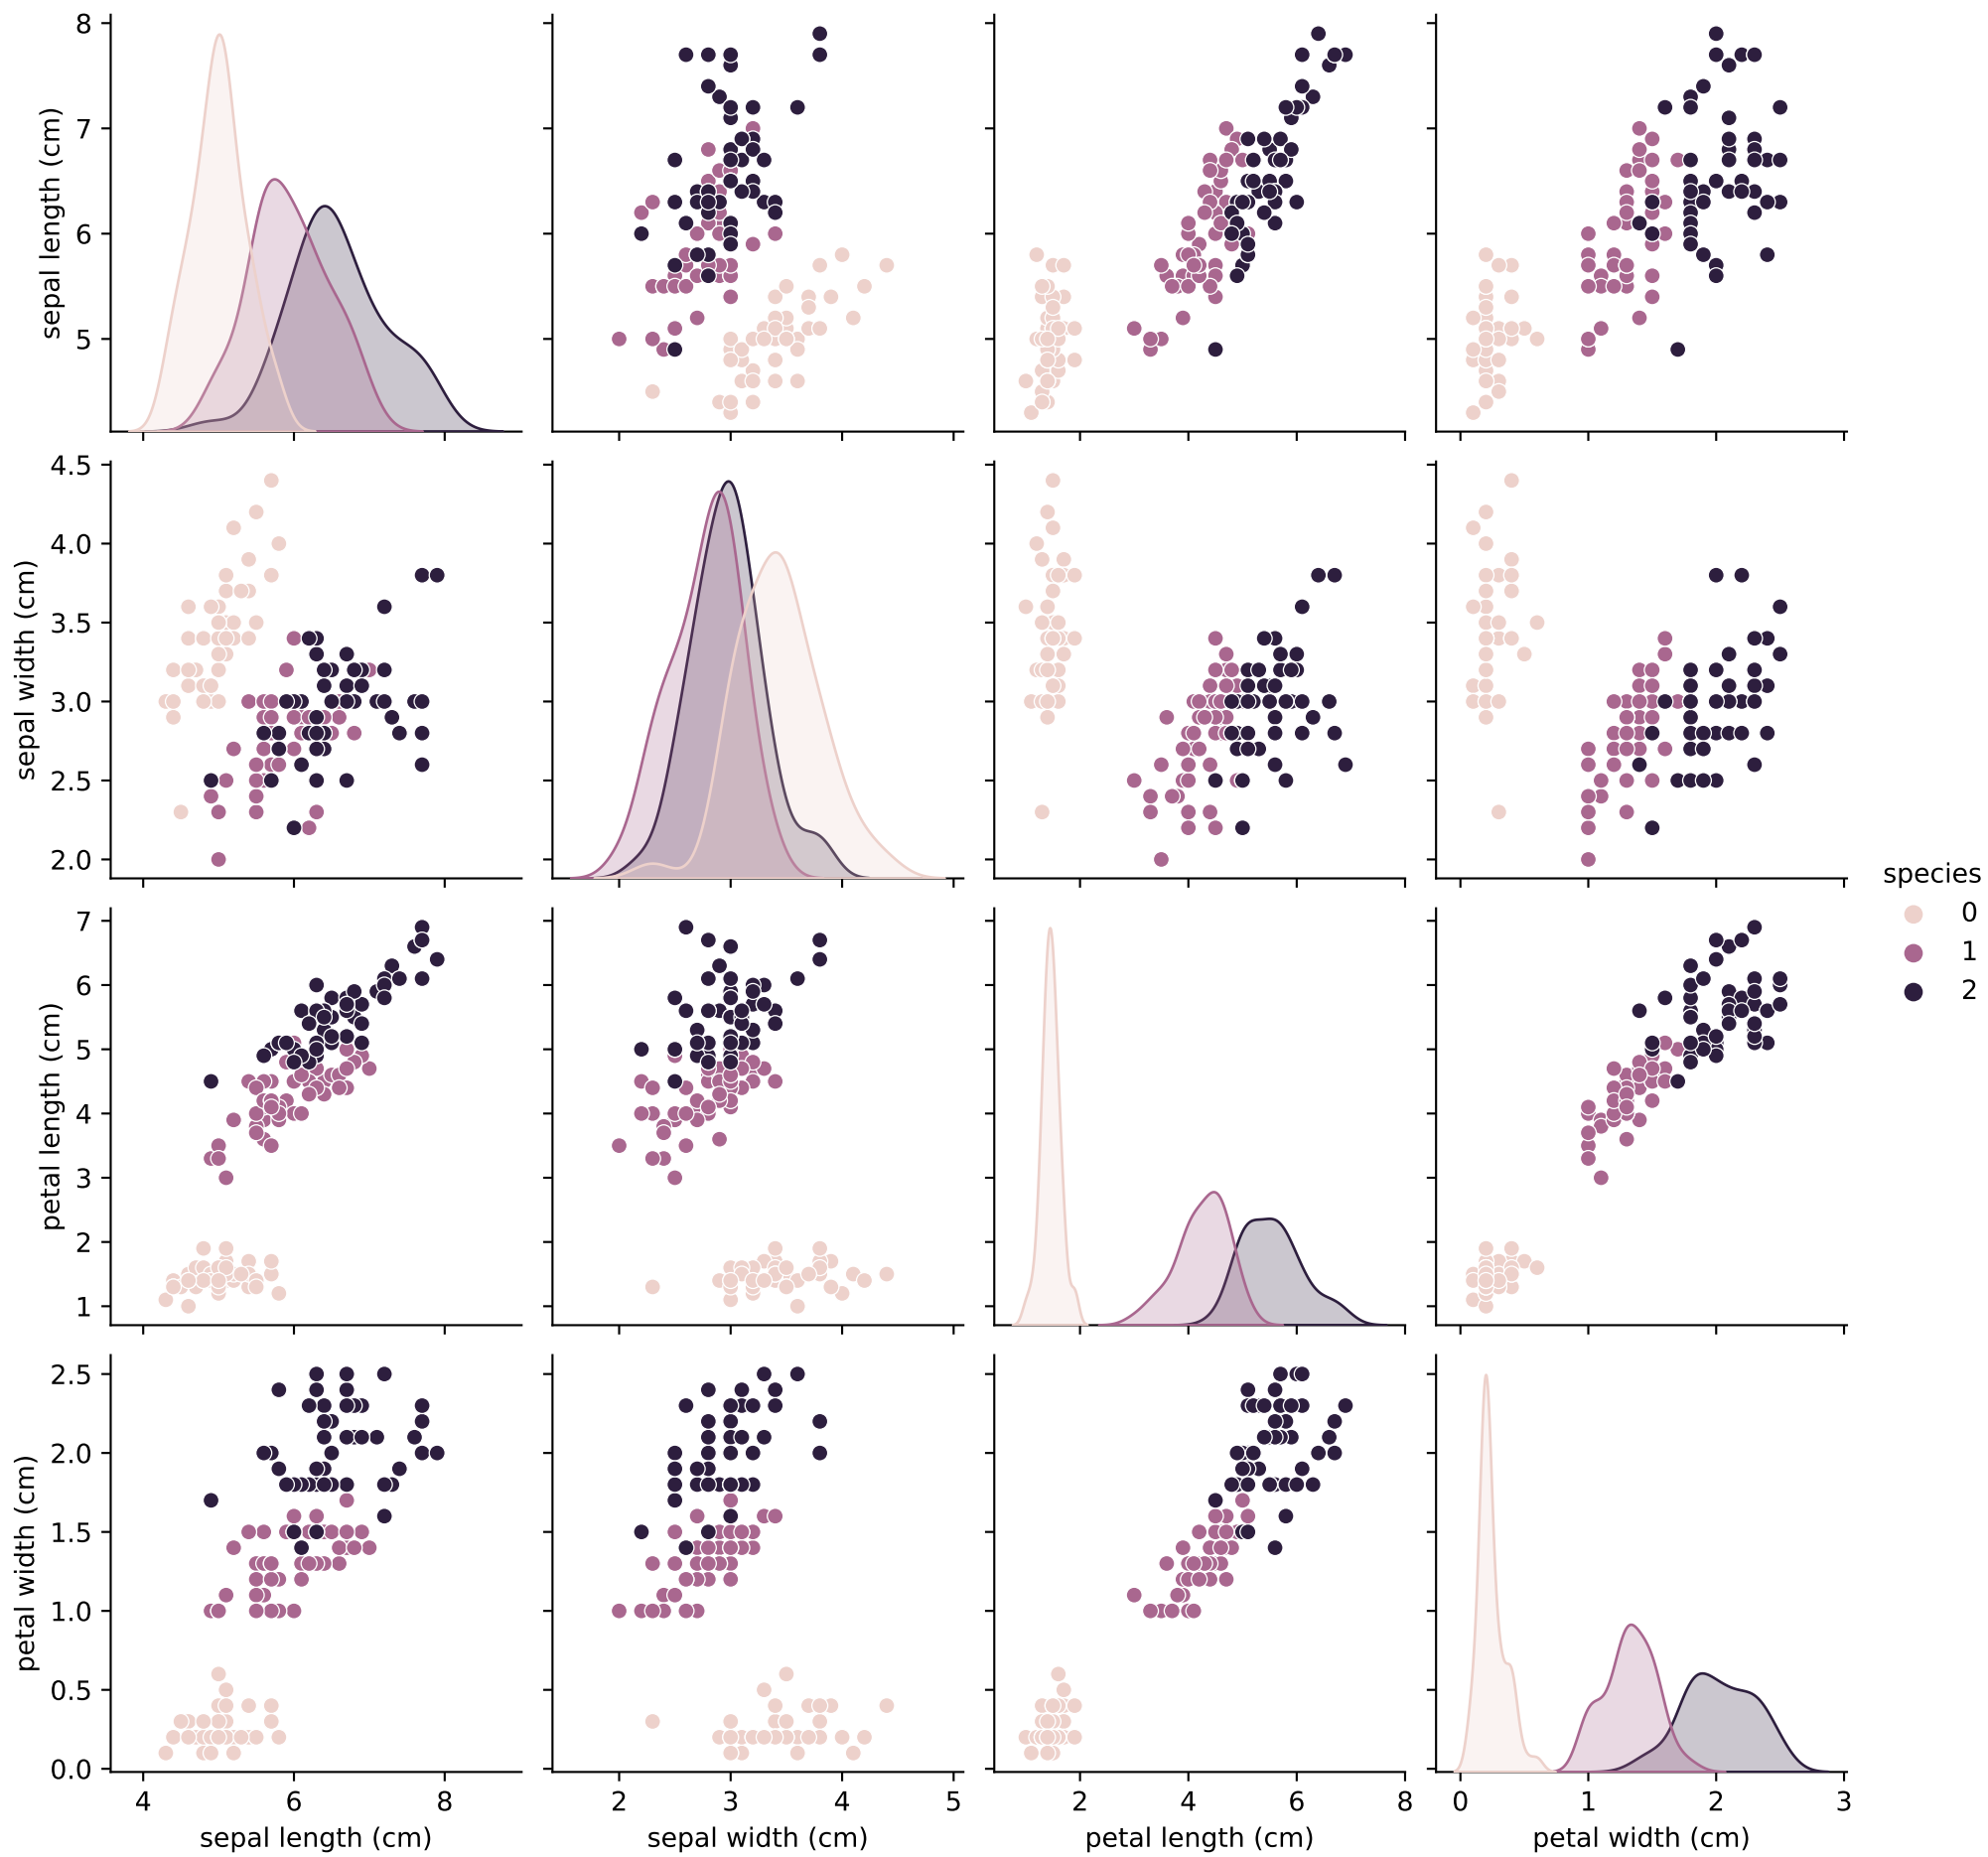 8
7
6
5
sepal length (cm)
4.5
4.0
3.5
3.0
2.5
2.0
sepal width (cm)
species
0
1
2
7
6
5
4
3
2
1
petal length (cm)
2.5
2.0
1.5
1.0
0.5
0.0
petal width (cm)
4 6 8
2 3 4 5
2 4 6 8
0 1 2 3
sepal length (cm)
sepal width (cm)
petal length (cm)
petal width (cm)